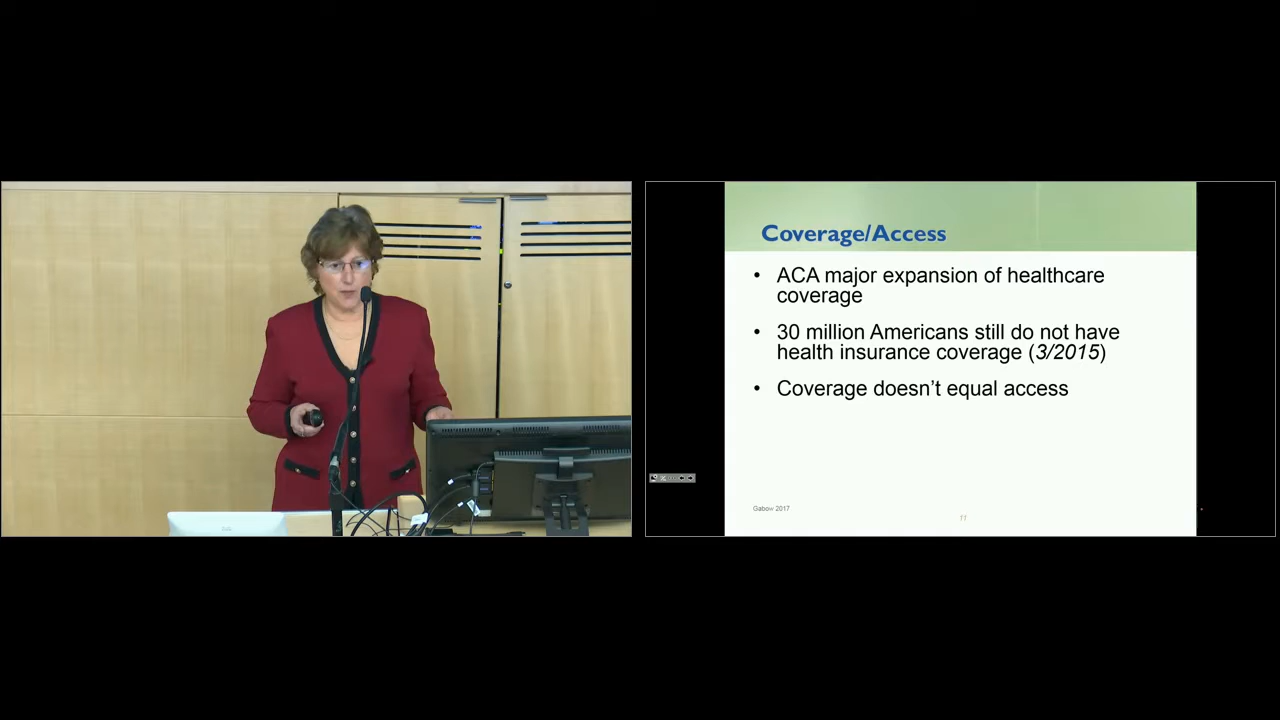 Coverage/Access
• ACA major expansion of healthcare
coverage
• 30 million Americans still do not have
health insurance coverage (3/2015)
• Coverage doesn’t equal access
Gabow 2017